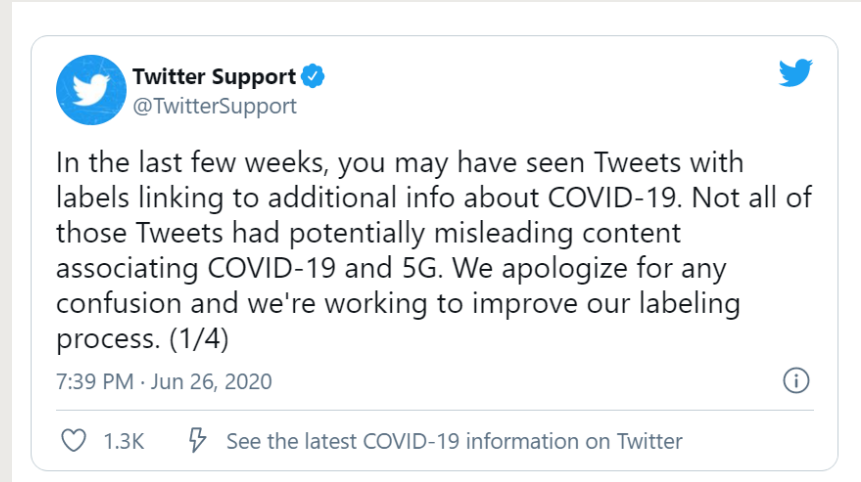 Twitter Support
@TwitterSupport
In the last few weeks, you may have seen Tweets with
labels linking to additional info about COVID-19. Not all of
those Tweets had potentially misleading content
associating COVID-19 and 5G. We apologize for any
confusion and we're working to improve our labeling
process. (1/4)
7:39 PM · Jun 26, 2020
1.3K See the latest COVID-19 information on Twitter